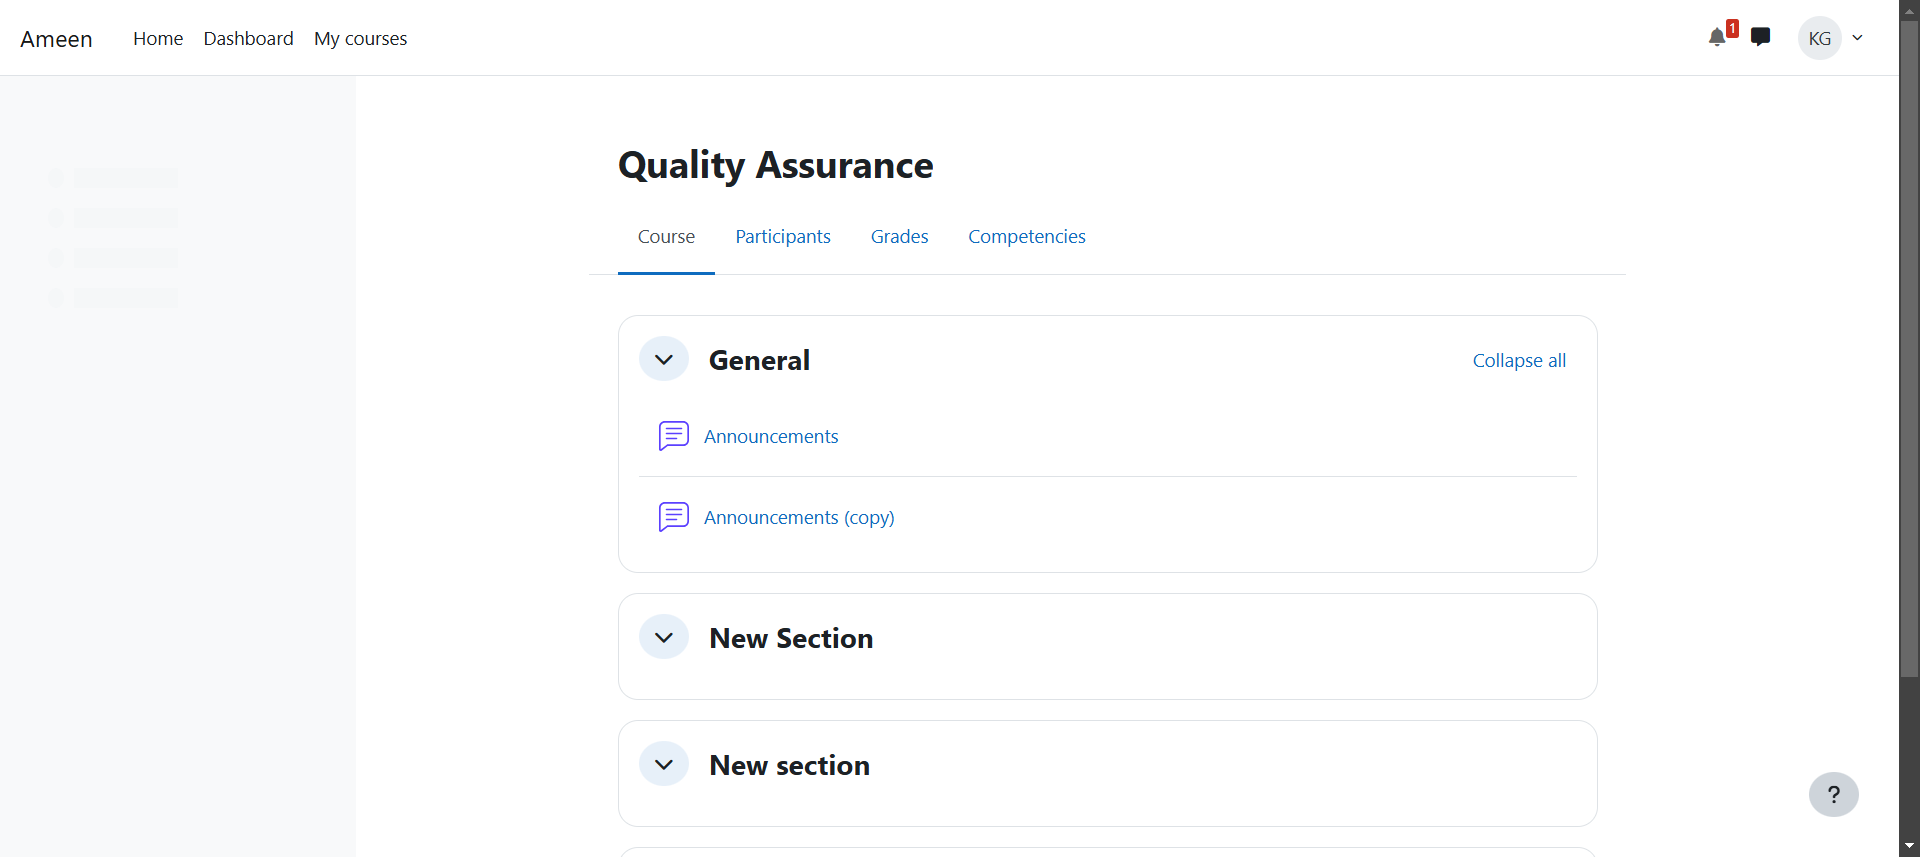 Ameen Home Dashboard My courses 1 KG
Quality Assurance
Course Participants Grades Competencies
General Collapse all
Announcements
Announcements (copy)
New Section
New section
?